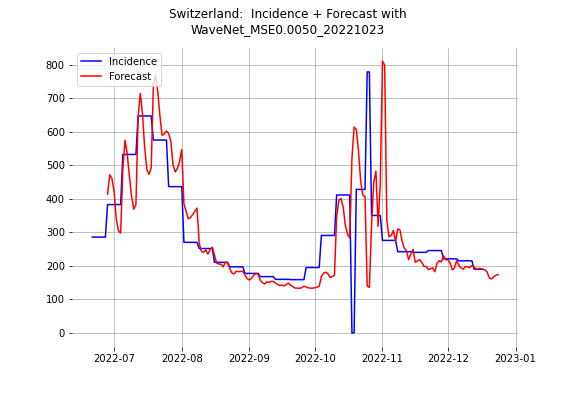 Switzerland:  Incidence + Forecast with
WaveNet_MSE0.0050_20221023
Incidence
Forecast
800
700
600
500
400
300
200
100
0
2022-07 2022-08 2022-09 2022-10 2022-11 2022-12 2023-01